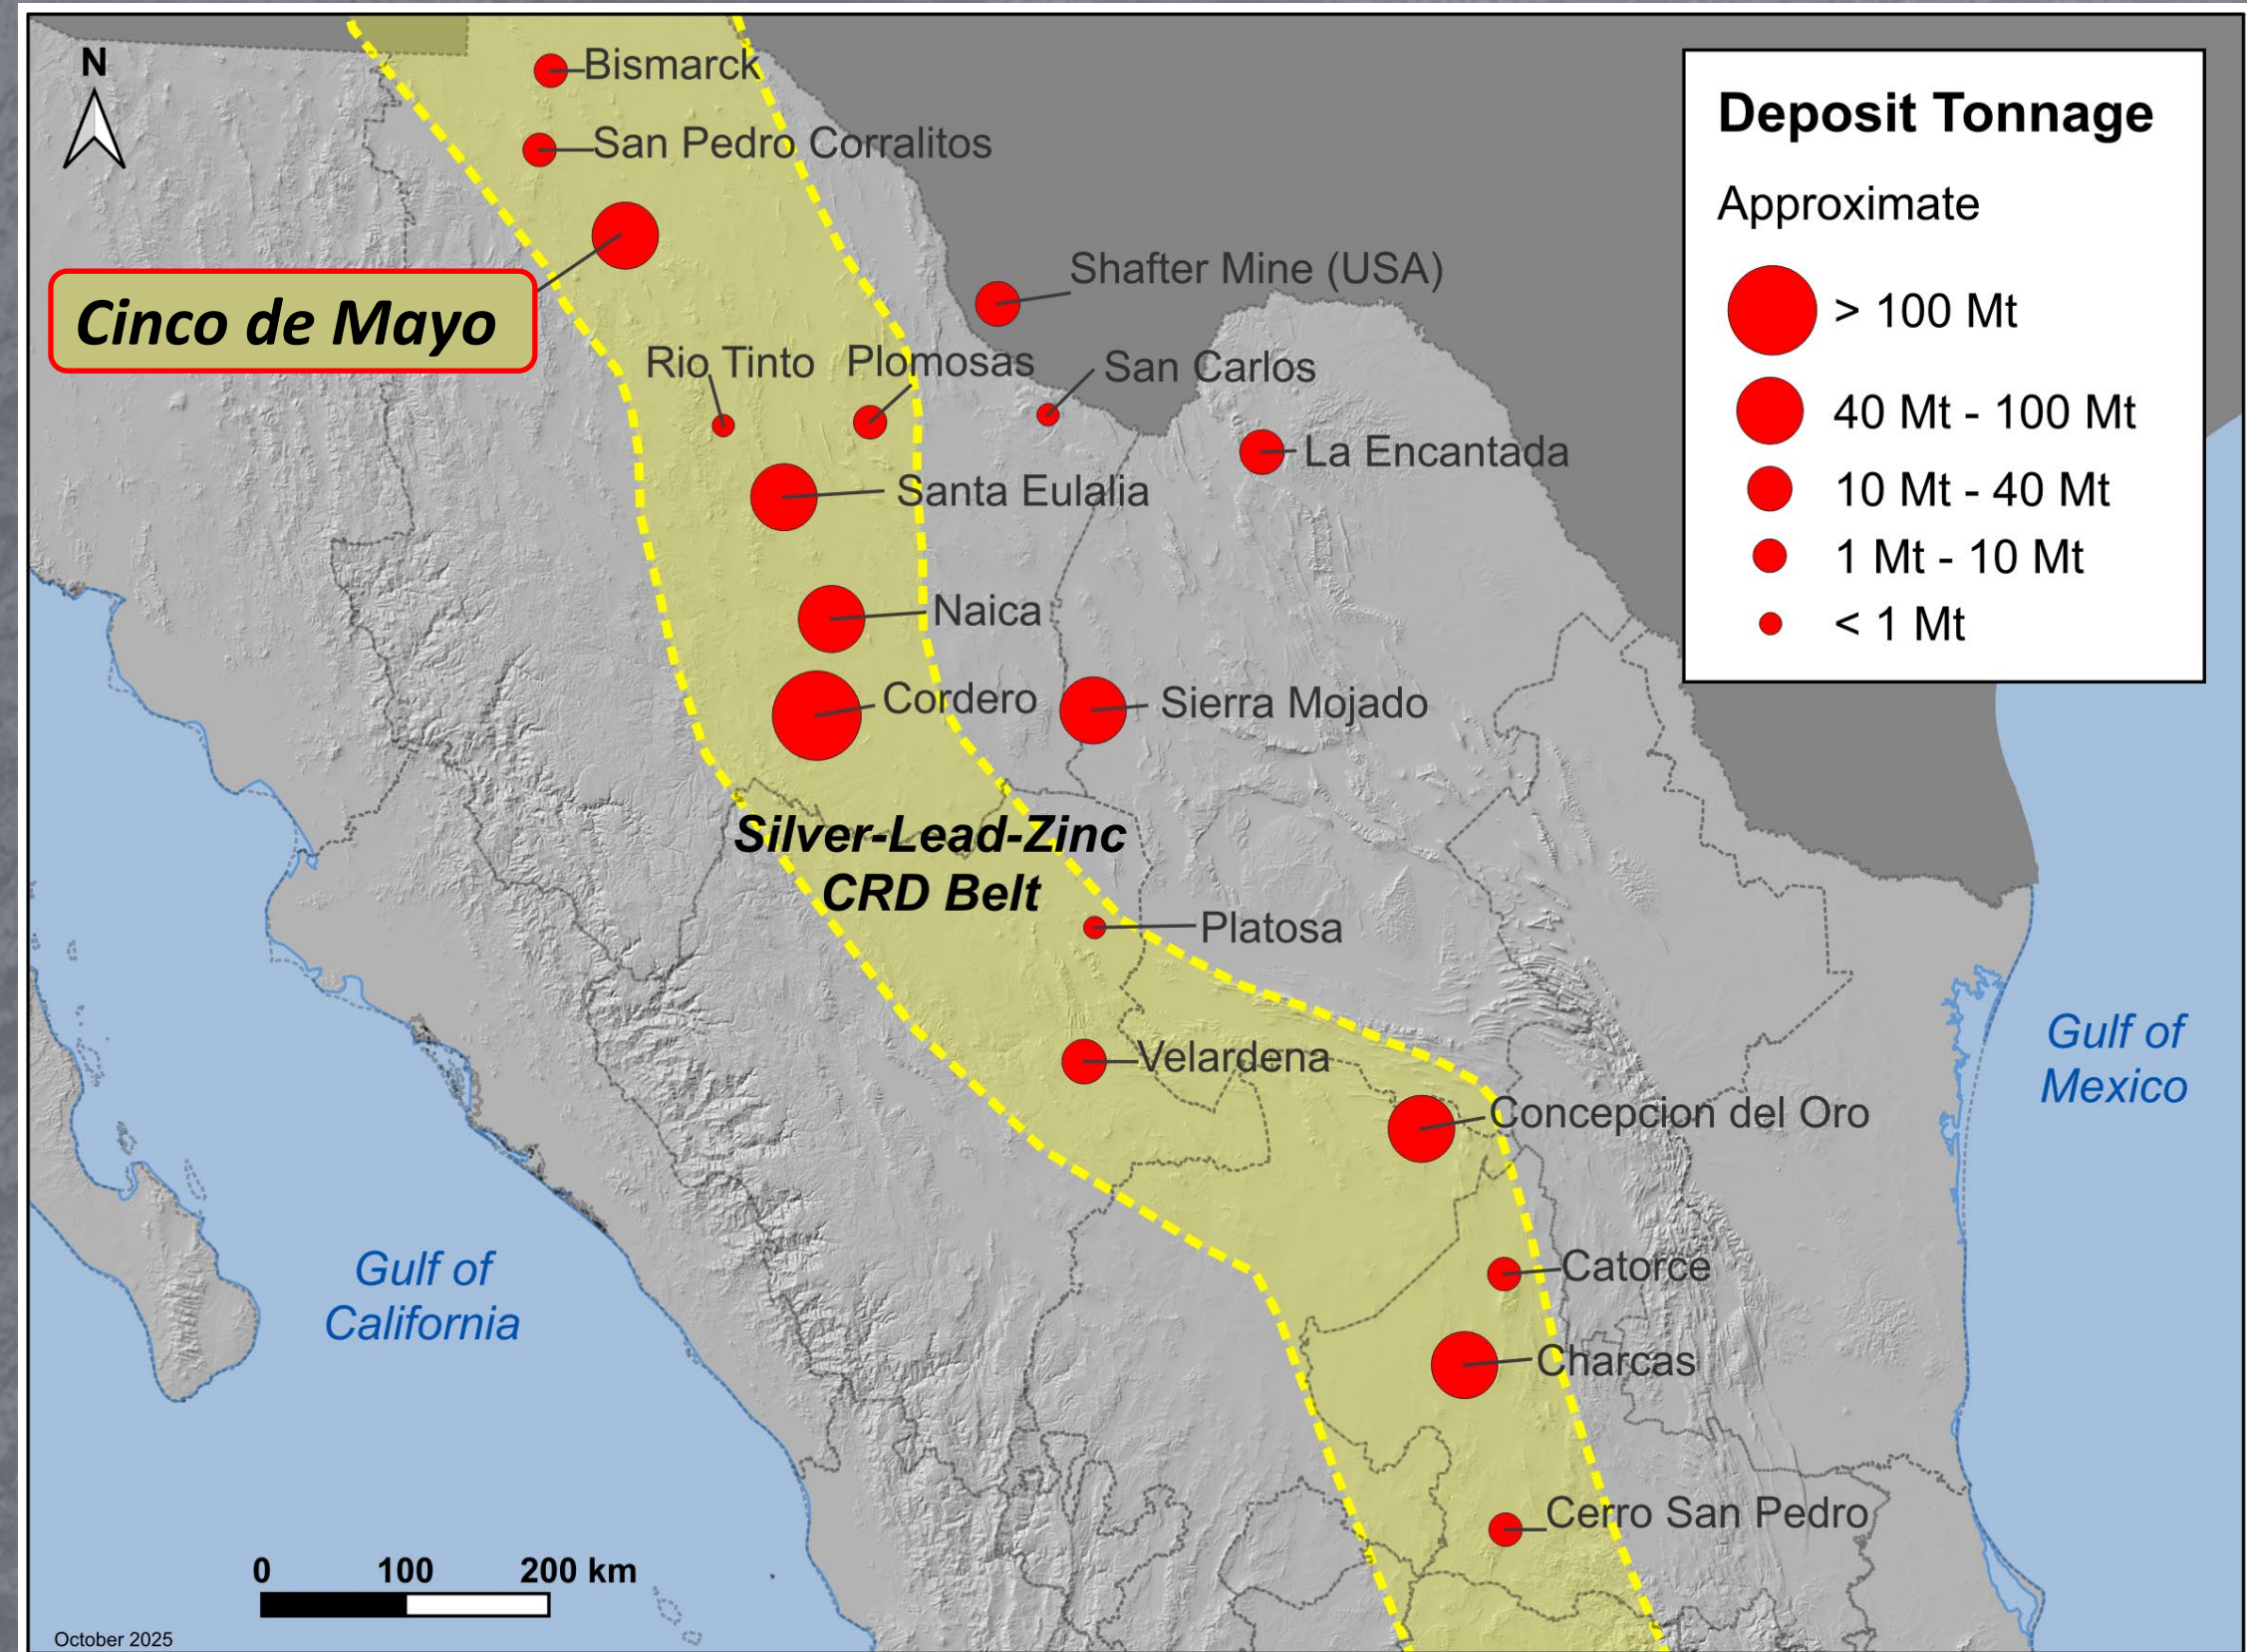 N
Bismarck
San Pedro Corralitos
Cinco de Mayo
Shafter Mine (USA)
Rio Tinto
Plomosas
San Carlos
La Encantada
Santa Eulalia
Naica
Cordero
Sierra Mojado
Silver-Lead-Zinc
CRD Belt
Platosa
Velardena
Concepcion del Oro
Catorce
Charcas
Cerro San Pedro
Gulf of
California
Gulf of
Mexico
Deposit Tonnage
Approximate
> 100 Mt
40 Mt - 100 Mt
10 Mt - 40 Mt
1 Mt - 10 Mt
< 1 Mt
0 100 200 km
October 2025